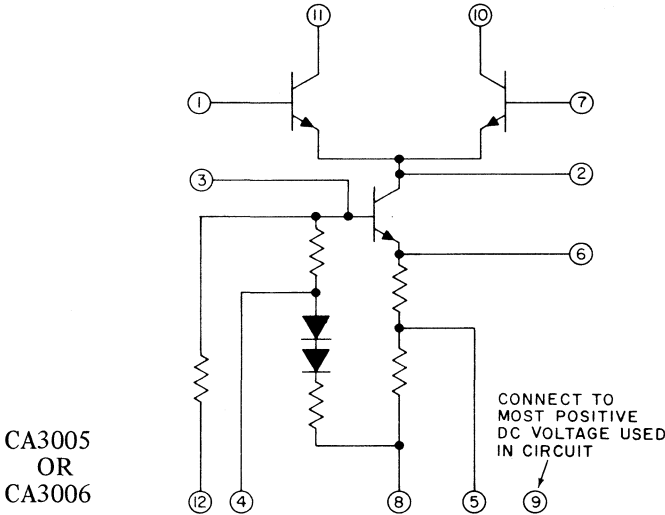 11
10
1
7
3
2
6
CONNECT TO
MOST POSITIVE
DC VOLTAGE USED
IN CIRCUIT
CA3005
OR
CA3006
12
4
8
5
9